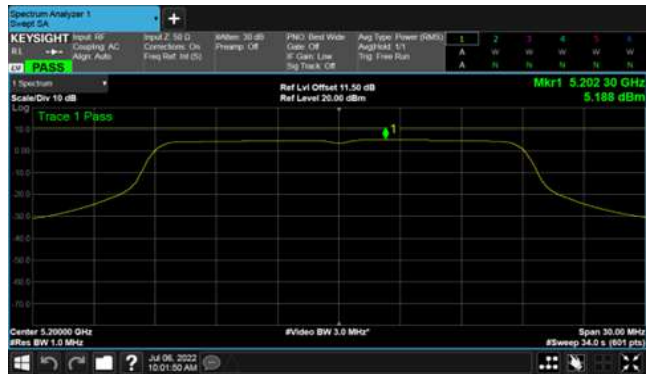 Spectrum Analyzer 1
Swept SA
+
KEYSIGHT
Input: RF
Coupling: AC
Align: Auto
Input Z: 50 Ω
Corrections: On
Freq Ref: Int (S)
#Atten: 30 dB
Preamp: Off
PNO: Best Wide
Gate: Off
IF Gain: Low
Sig Track: Off
Avg Type: Power (RMS)
Avg|Hold: 1/1
Trig: Free Run
1 2 3 4 5 6
A W W W W W
A N N N N N
PASS
1 Spectrum
Scale/Div 10 dB
Ref Lvl Offset 11.50 dB
Ref Level 20.00 dBm
Mkr1 5.202 30 GHz
5.188 dBm
Log
Trace 1 Pass
1
10.0
0.00
-10.0
-20.0
-30.0
-40.0
-50.0
-60.0
-70.0
Center 5.20000 GHz
#Res BW 1.0 MHz
#Video BW 3.0 MHz*
Span 30.00 MHz
#Sweep 34.0 s (601 pts)
?
Jul 06, 2022
10:01:50 AM